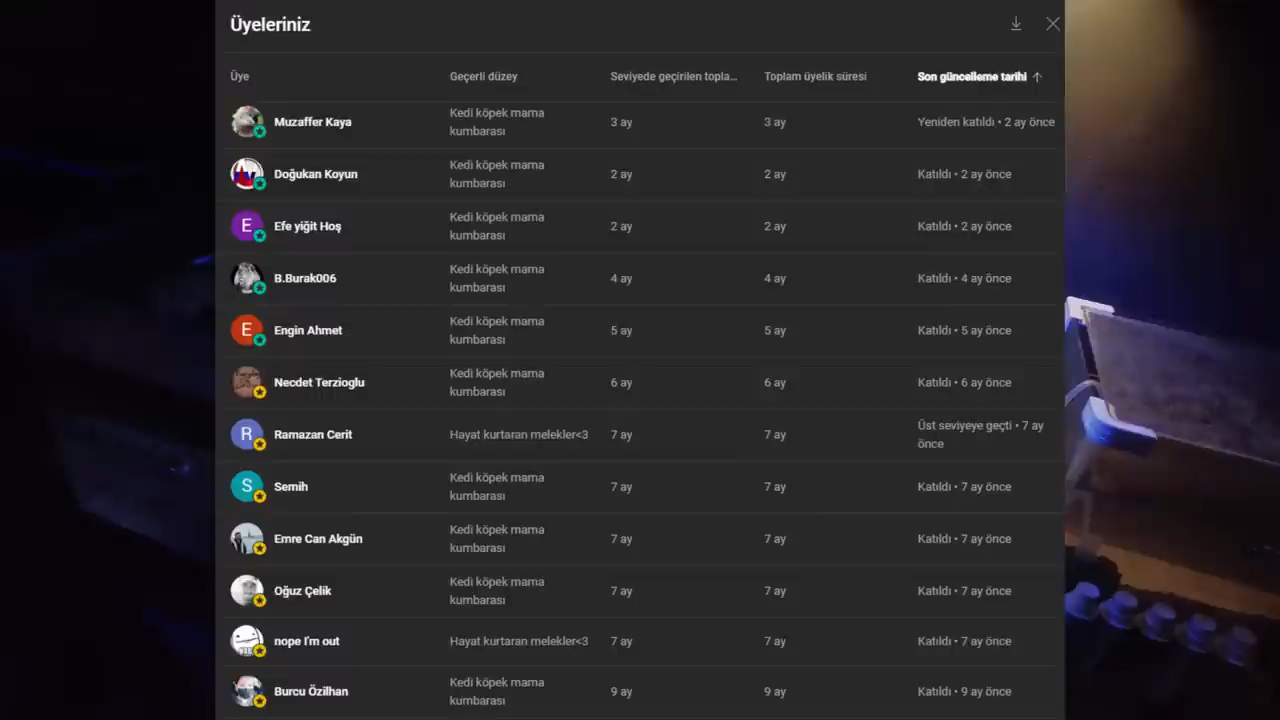 Üyeleriniz
Üye Geçerli düzey Seviyede geçirilen topla... Toplam üyelik süresi Son güncelleme tarihi
Muzaffer Kaya Kedi köpek mama kumbarası 3 ay 3 ay Yeniden katıldı • 2 ay önce
Doğukan Koyun Kedi köpek mama kumbarası 2 ay 2 ay Katıldı • 2 ay önce
E Efe yiğit Hoş Kedi köpek mama kumbarası 2 ay 2 ay Katıldı • 2 ay önce
B.Burak006 Kedi köpek mama kumbarası 4 ay 4 ay Katıldı • 4 ay önce
E Engin Ahmet Kedi köpek mama kumbarası 5 ay 5 ay Katıldı • 5 ay önce
Necdet Terzioglu Kedi köpek mama kumbarası 6 ay 6 ay Katıldı • 6 ay önce
R Ramazan Cerit Hayat kurtaran melekler<3 7 ay 7 ay Üst seviyeye geçti • 7 ay önce
S Semih Kedi köpek mama kumbarası 7 ay 7 ay Katıldı • 7 ay önce
Emre Can Akgün Kedi köpek mama kumbarası 7 ay 7 ay Katıldı • 7 ay önce
Oğuz Çelik Kedi köpek mama kumbarası 7 ay 7 ay Katıldı • 7 ay önce
nope I'm out Hayat kurtaran melekler<3 7 ay 7 ay Katıldı • 7 ay önce
Burcu Özilhan Kedi köpek mama kumbarası 9 ay 9 ay Katıldı • 9 ay önce